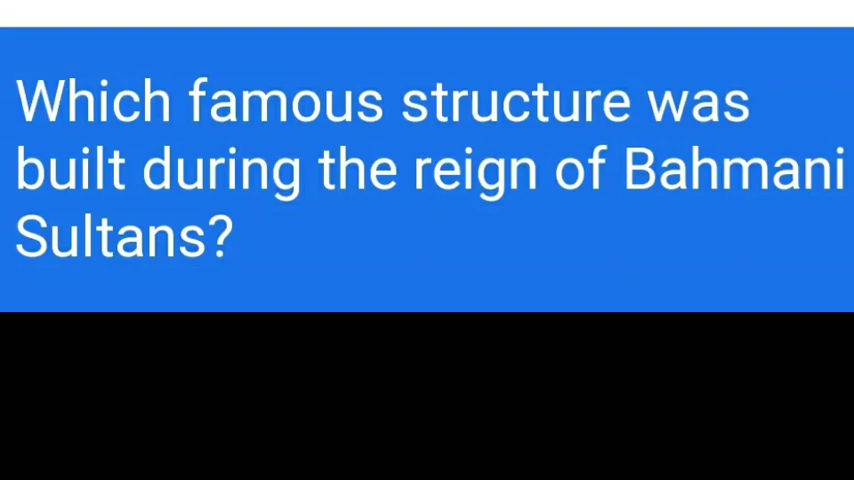 Which famous structure was
built during the reign of Bahmani
Sultans?